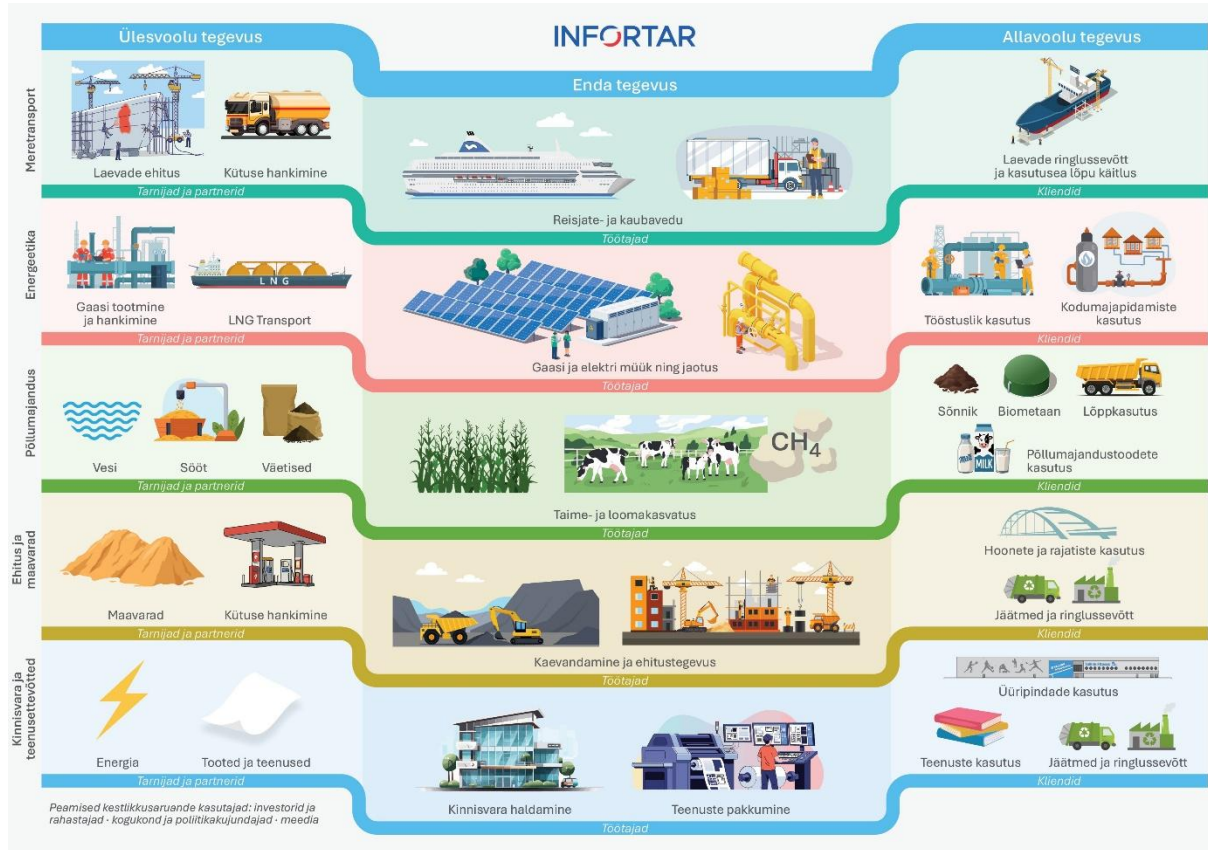 Ülesvoolu tegevus
INFORTAR
Allavoolu tegevus
Enda tegevus
Meretransport
Laevade ehitus
Kütuse hankimine
Tarnijad ja partnerid
Reisjate- ja kaubavedu
Töötajad
Laevade ringlussevõtt
ja kasutusea lõpu käitlus
Kliendid
Energeetika
Gaasi tootmine
ja hankimine
LNG
LNG Transport
Tarnijad ja partnerid
Gaasi ja elektri müük ning jaotus
Töötajad
Tööstuslik kasutus
Kodumajapidamiste
kasutus
Kliendid
Põllumajandus
Vesi
Sööt
Väetised
Tarnijad ja partnerid
CH4
Taime- ja loomakasvatus
Töötajad
Sõnnik
Biometaan
Lõppkasutus
Milk
MILK
Põllumajandustoodete
kasutus
Kliendid
Ehitus ja
maavarad
Maavarad
Kütuse hankimine
Tarnijad ja partnerid
Kaevandamine ja ehitustegevus
Töötajad
Hoonete ja rajatiste kasutus
Jäätmed ja ringlussevõtt
Kliendid
Kinnisvara ja
teenusettevõtted
Energia
Tooted ja teenused
Tarnijad ja partnerid
Kinnisvara haldamine
Teenuste pakkumine
Töötajad
Üüripindade kasutus
Teenuste kasutus
Jäätmed ja ringlussevõtt
Kliendid
Peamised kestlikkusaruande kasutajad: investorid ja
rahastajad · kogukond ja poliitikakujundajad · meedia